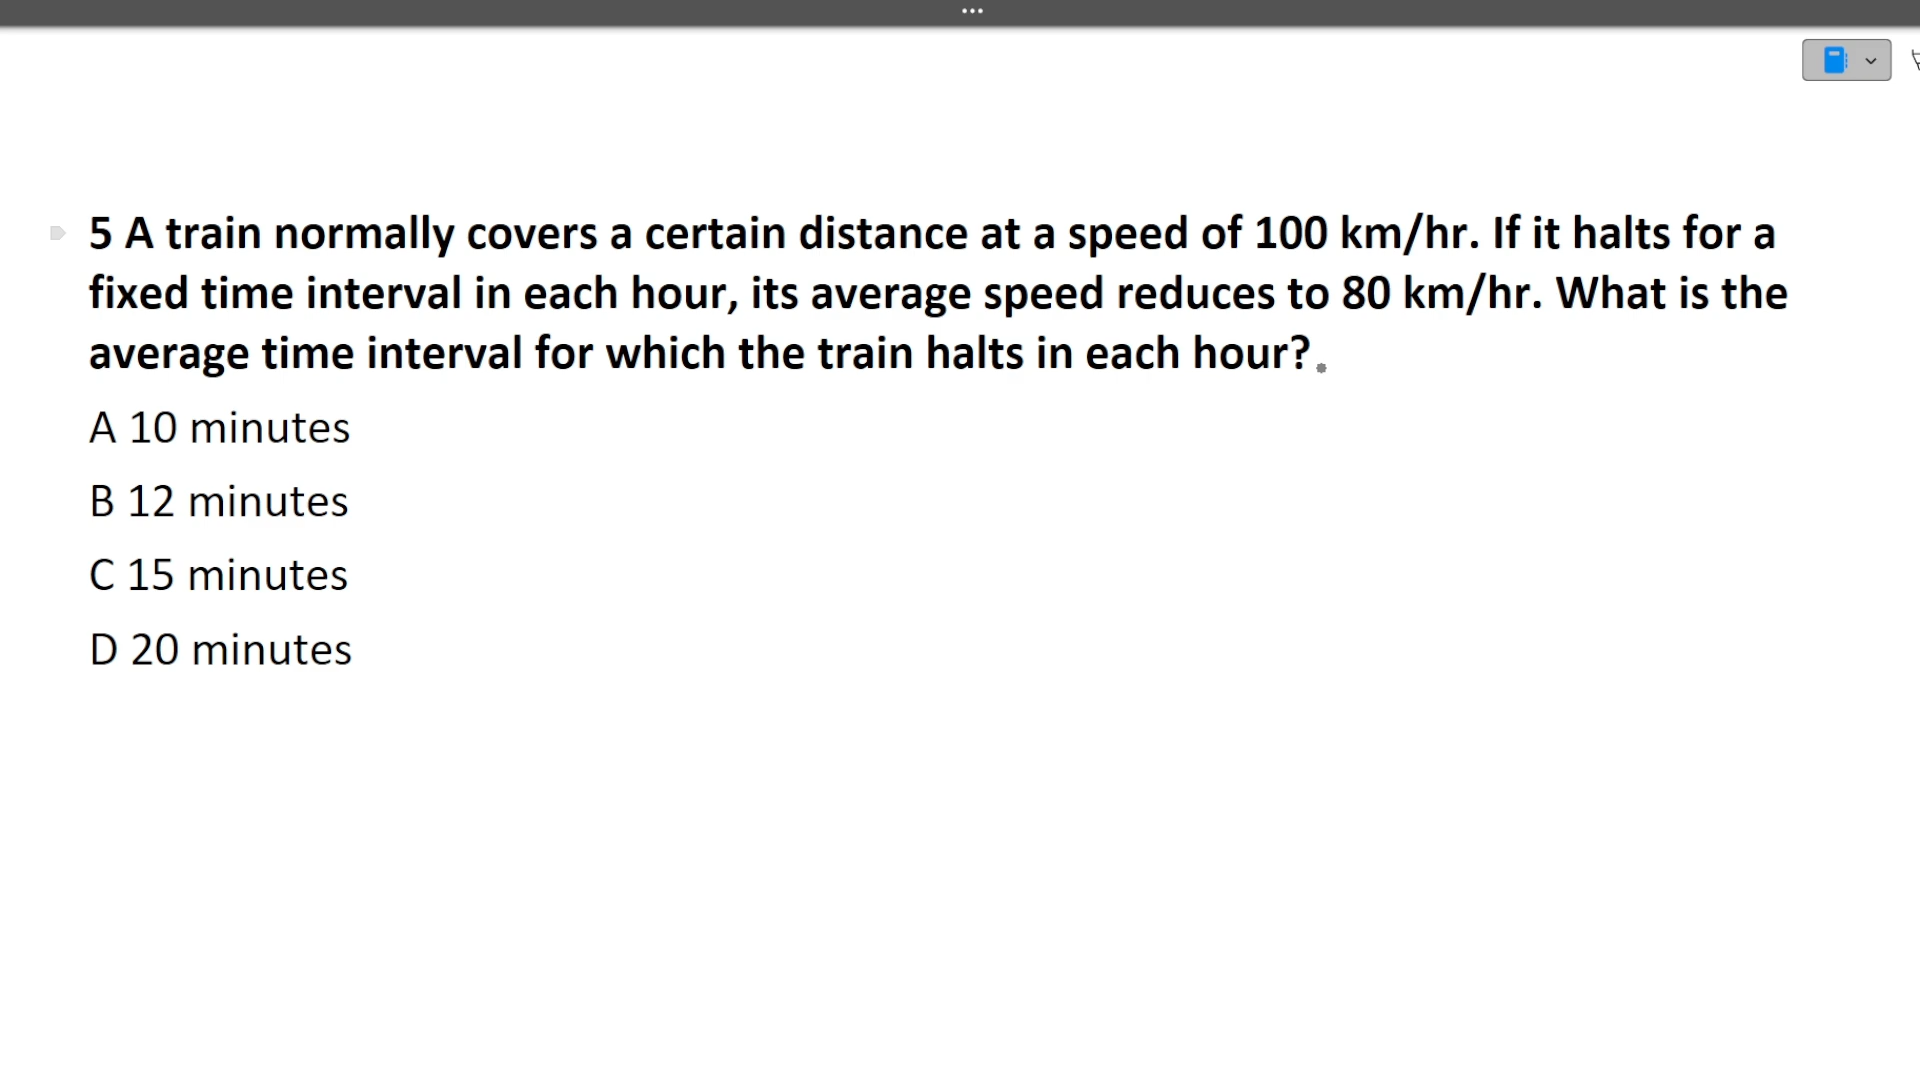 5 A train normally covers a certain distance at a speed of 100 km/hr. If it halts for a
fixed time interval in each hour, its average speed reduces to 80 km/hr. What is the
average time interval for which the train halts in each hour?
A 10 minutes
B 12 minutes
C 15 minutes
D 20 minutes